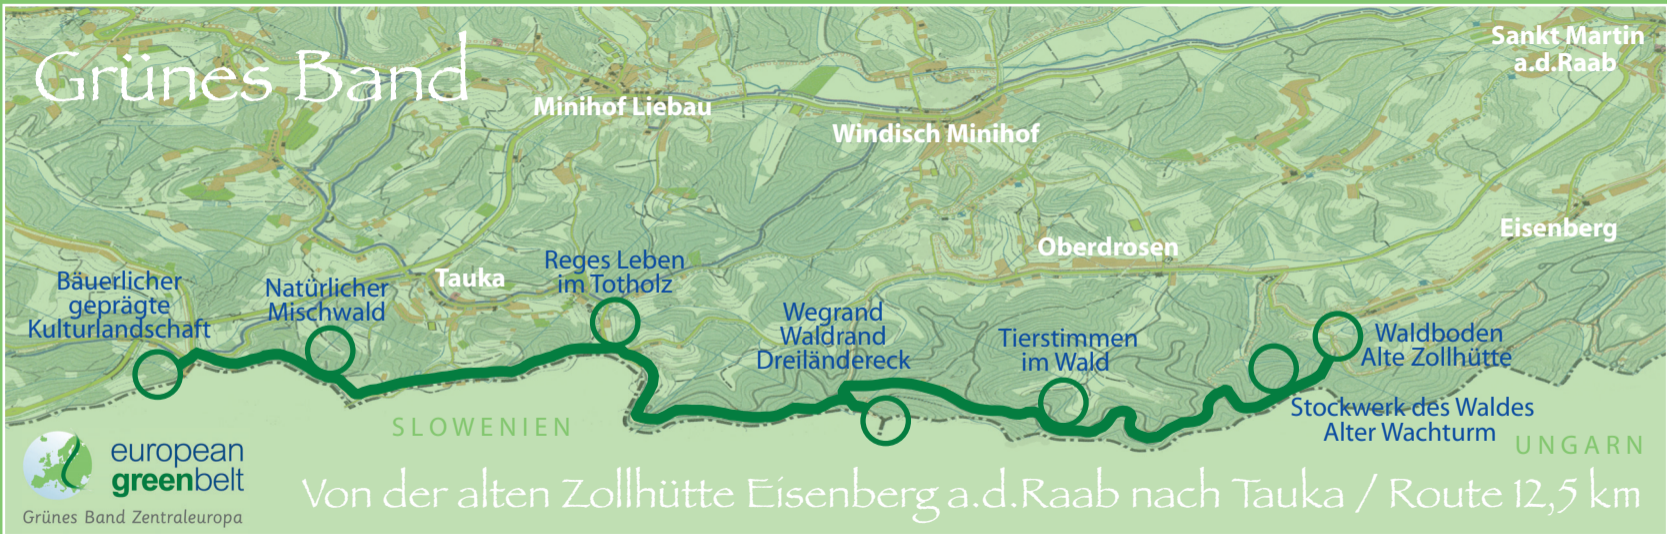 Grünes Band
Sankt Martin
a.d.Raab
Minihof Liebau
Windisch Minihof
Eisenberg
Oberdrosen
Tauka
Bäuerlicher
geprägte
Kulturlandschaft
Natürlicher
Mischwald
Reges Leben
im Totholz
Wegrand
Waldrand
Dreiländereck
Tierstimmen
im Wald
Waldboden
Alte Zollhütte
Stockwerk des Waldes
Alter Wachturm
SLOWENIEN
UNGARN
european
greenbelt
Grünes Band Zentraleuropa
Von der alten Zollhütte Eisenberg a.d.Raab nach Tauka / Route 12,5 km